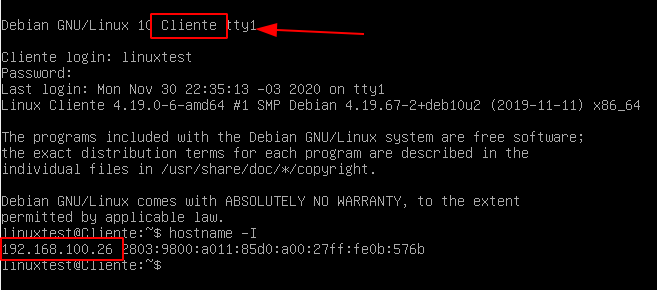 Debian GNU/Linux 10 Cliente tty1
Cliente login: linuxtest
Password:
Last login: Mon Nov 30 22:35:13 -03 2020 on tty1
Linux Cliente 4.19.0-6-amd64 #1 SMP Debian 4.19.67-2+deb10u2 (2019-11-11) x86_64
The programs included with the Debian GNU/Linux system are free software;
the exact distribution terms for each program are described in the
individual files in /usr/share/doc/*/copyright.
Debian GNU/Linux comes with ABSOLUTELY NO WARRANTY, to the extent
permitted by applicable law.
linuxtest@Cliente:~$ hostname -I
192.168.100.26 2803:9800:a011:85d0:a00:27ff:fe0b:576b
linuxtest@Cliente:~$